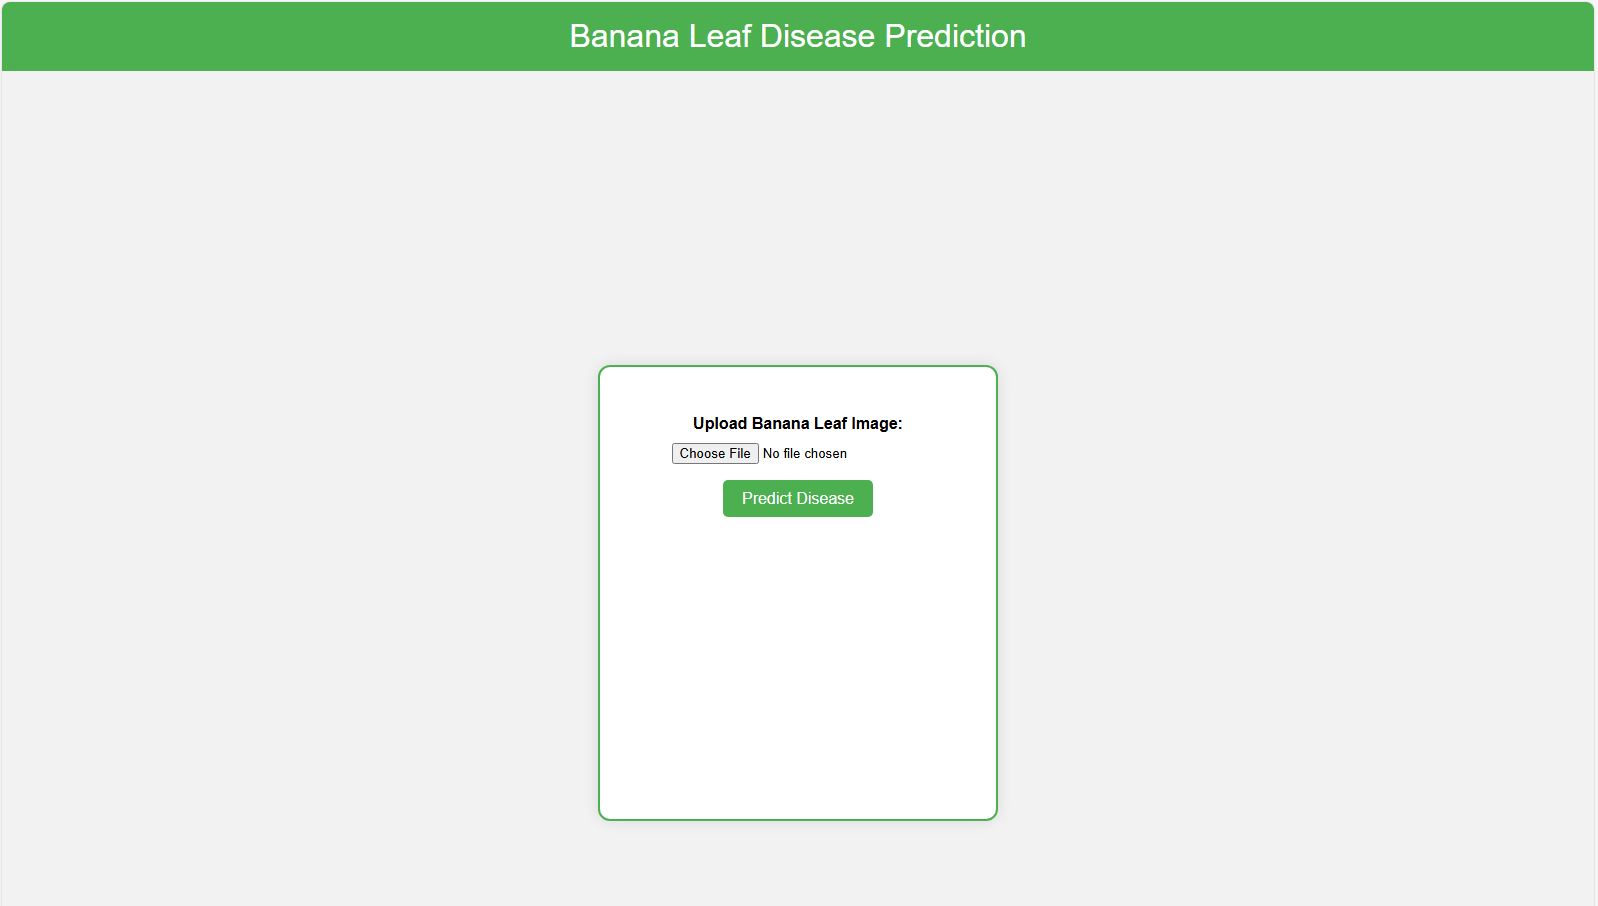 Banana Leaf Disease Prediction
Upload Banana Leaf Image:
Choose File No file chosen
Predict Disease